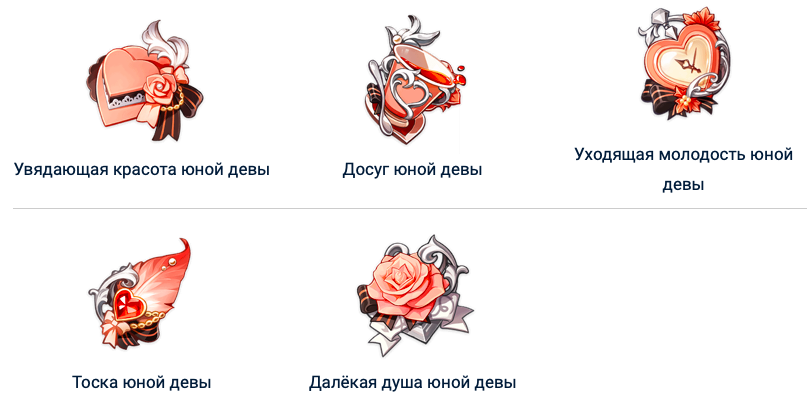 Увядающая красота юной девы
Досуг юной девы
Уходящая молодость юной
девы
Тоска юной девы
Далёкая душа юной девы